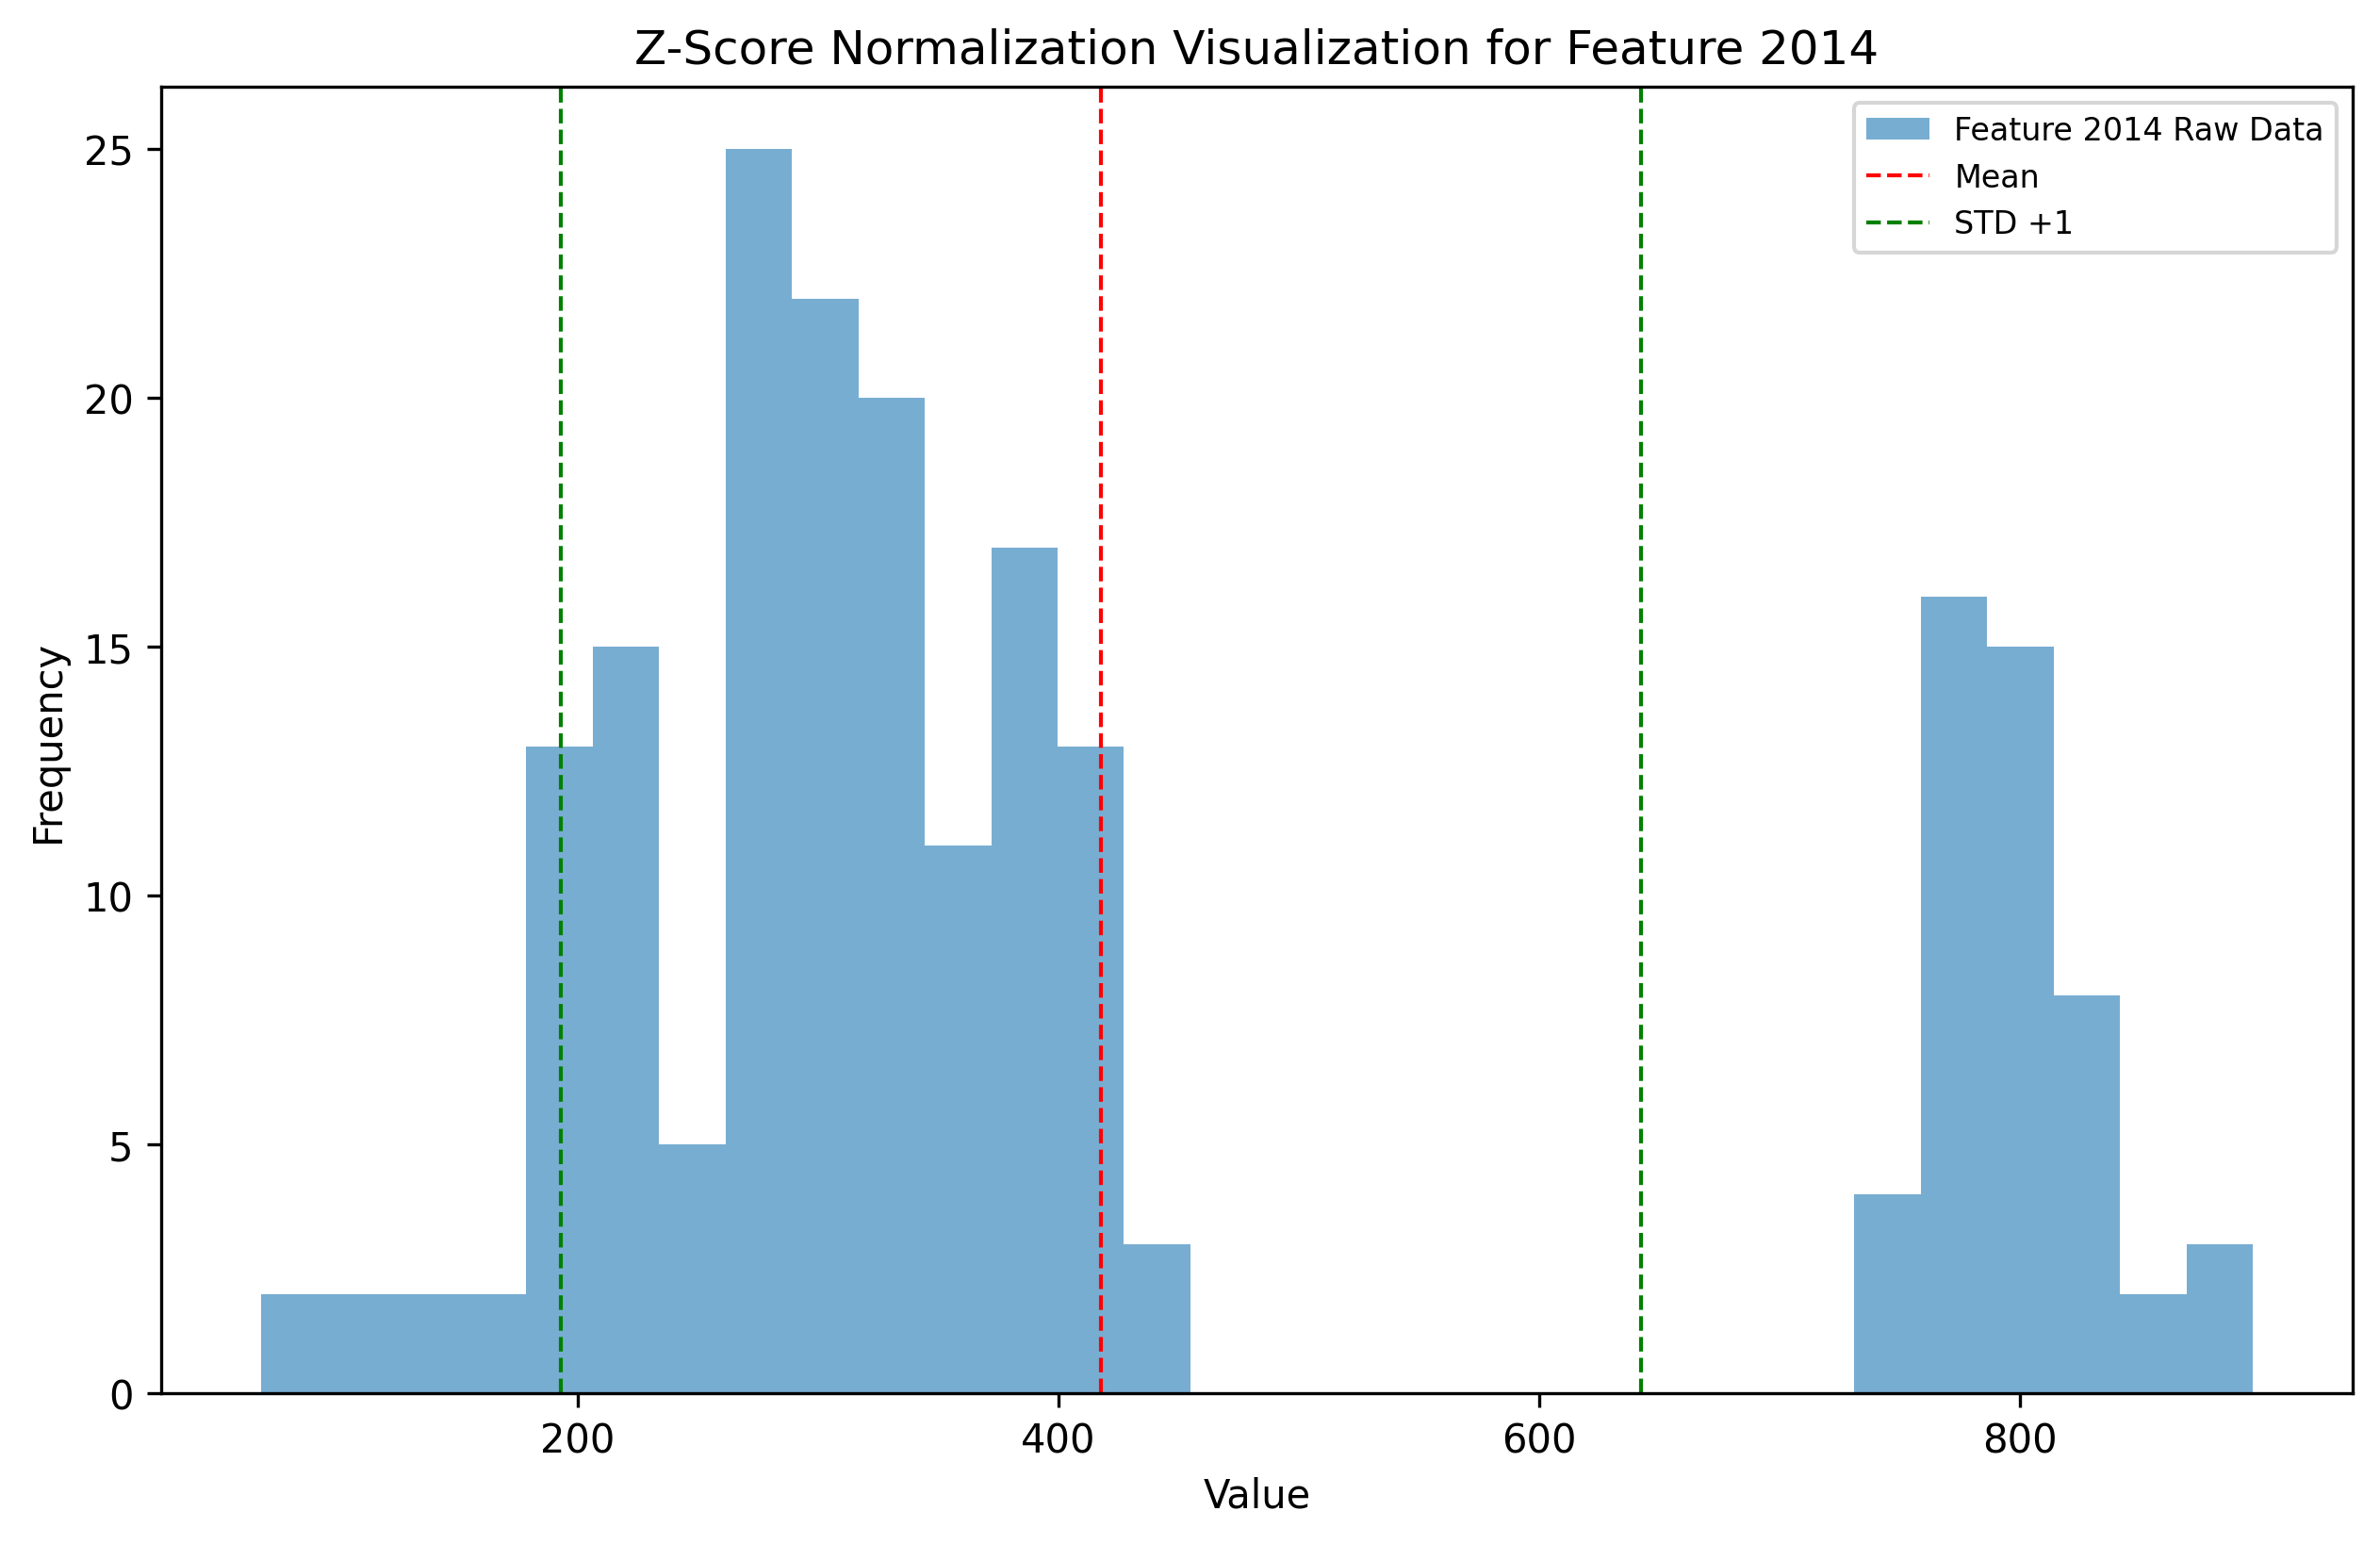 Z-Score Normalization Visualization for Feature 2014
Feature 2014 Raw Data
Mean
STD +1
Frequency
25
20
15
10
5
0
200 400 600 800
Value